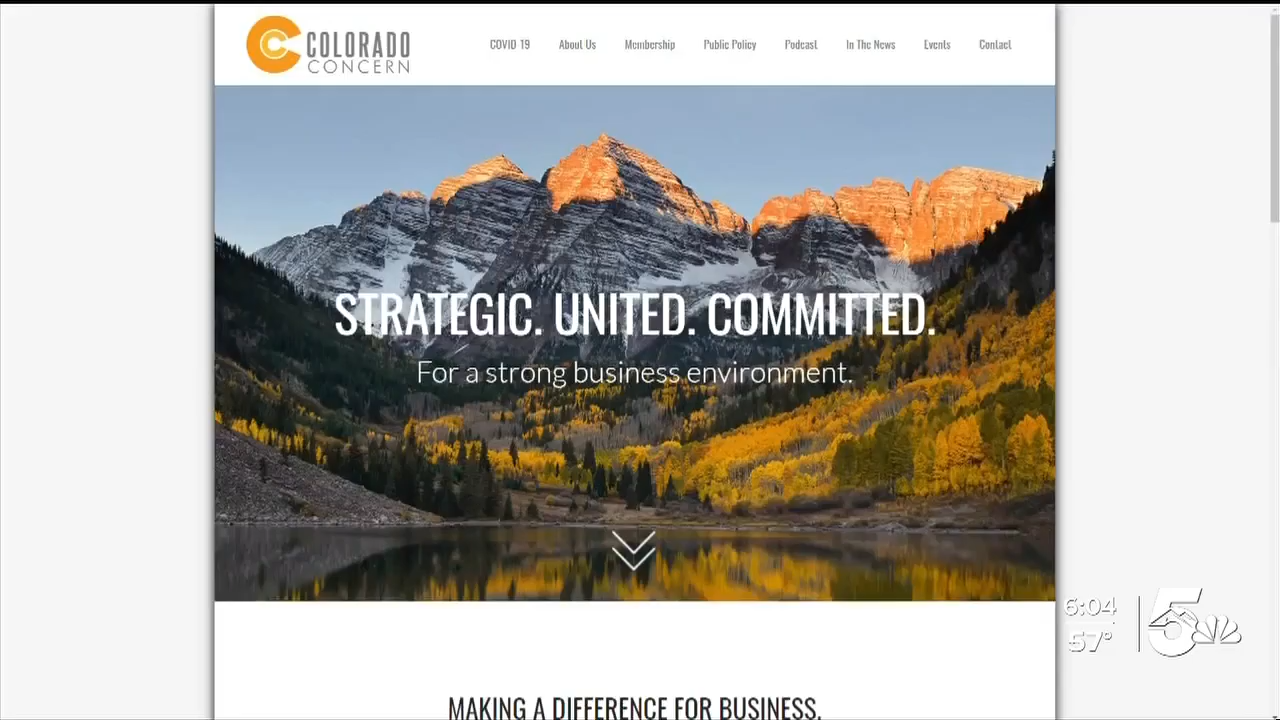 COLORADO
CONCERN
COVID 19
About Us
Membership
Public Policy
Podcast
In The News
Events
Contact
STRATEGIC. UNITED. COMMITTED.
For a strong business environment.
6:04
57°
5
MAKING A DIFFERENCE FOR BUSINESS.